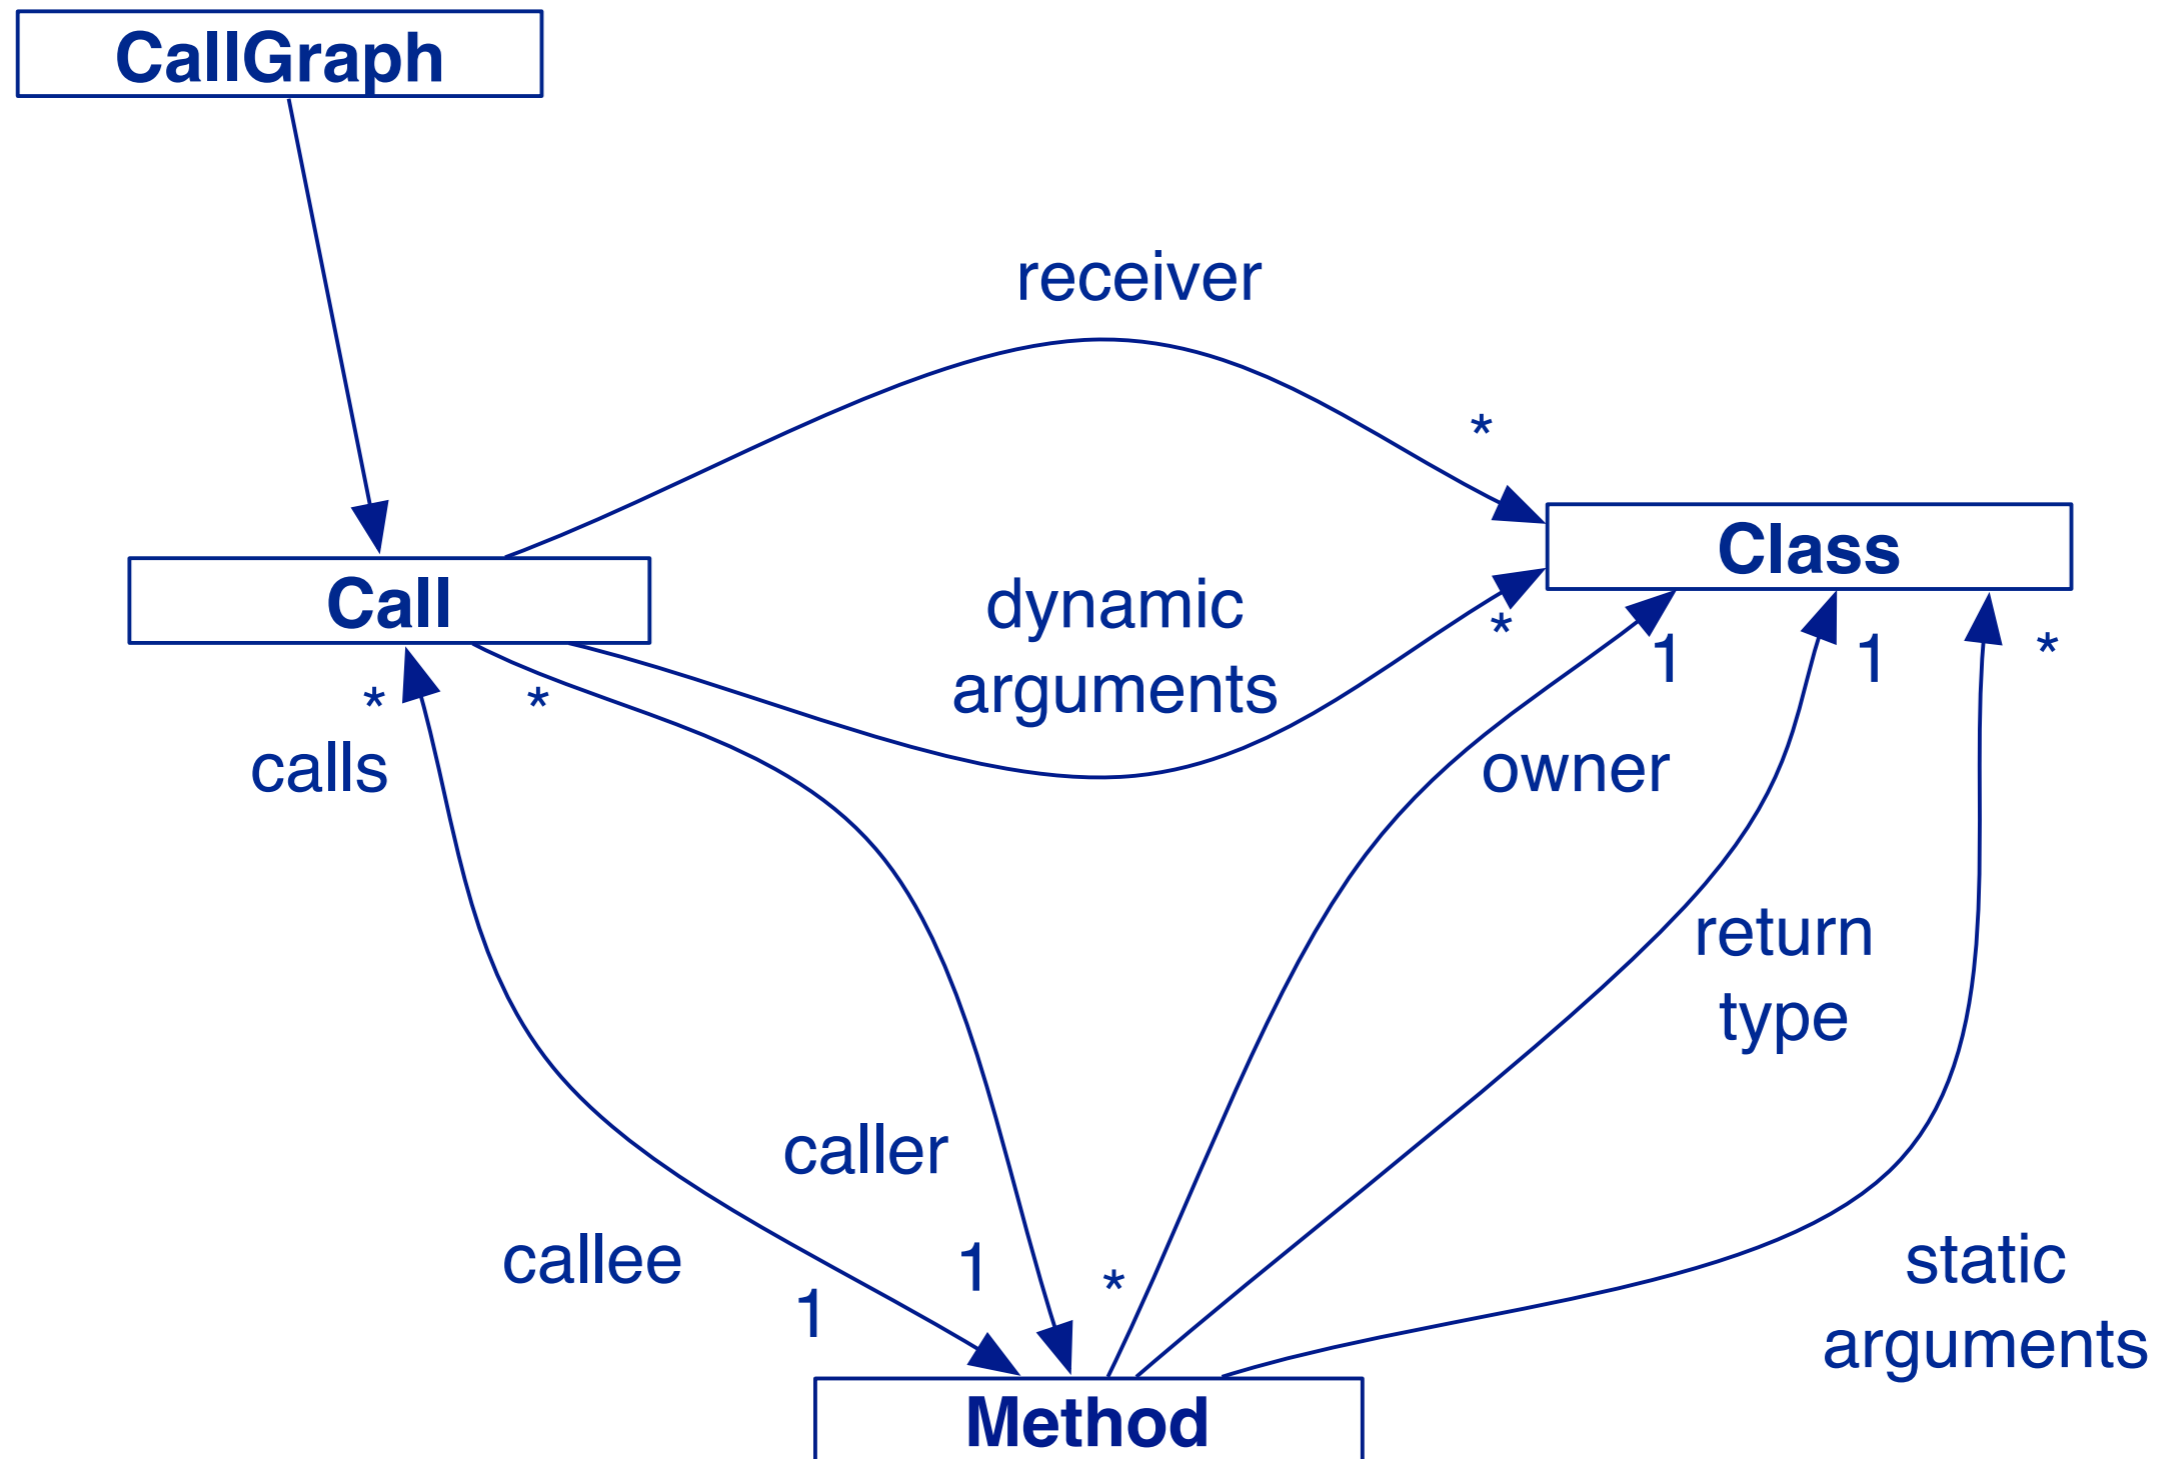 CallGraph
receiver
*
Class
Call
dynamic
arguments
*
1
1
*
*
*
calls
owner
return
type
caller
callee
1
1
*
static
arguments
Method